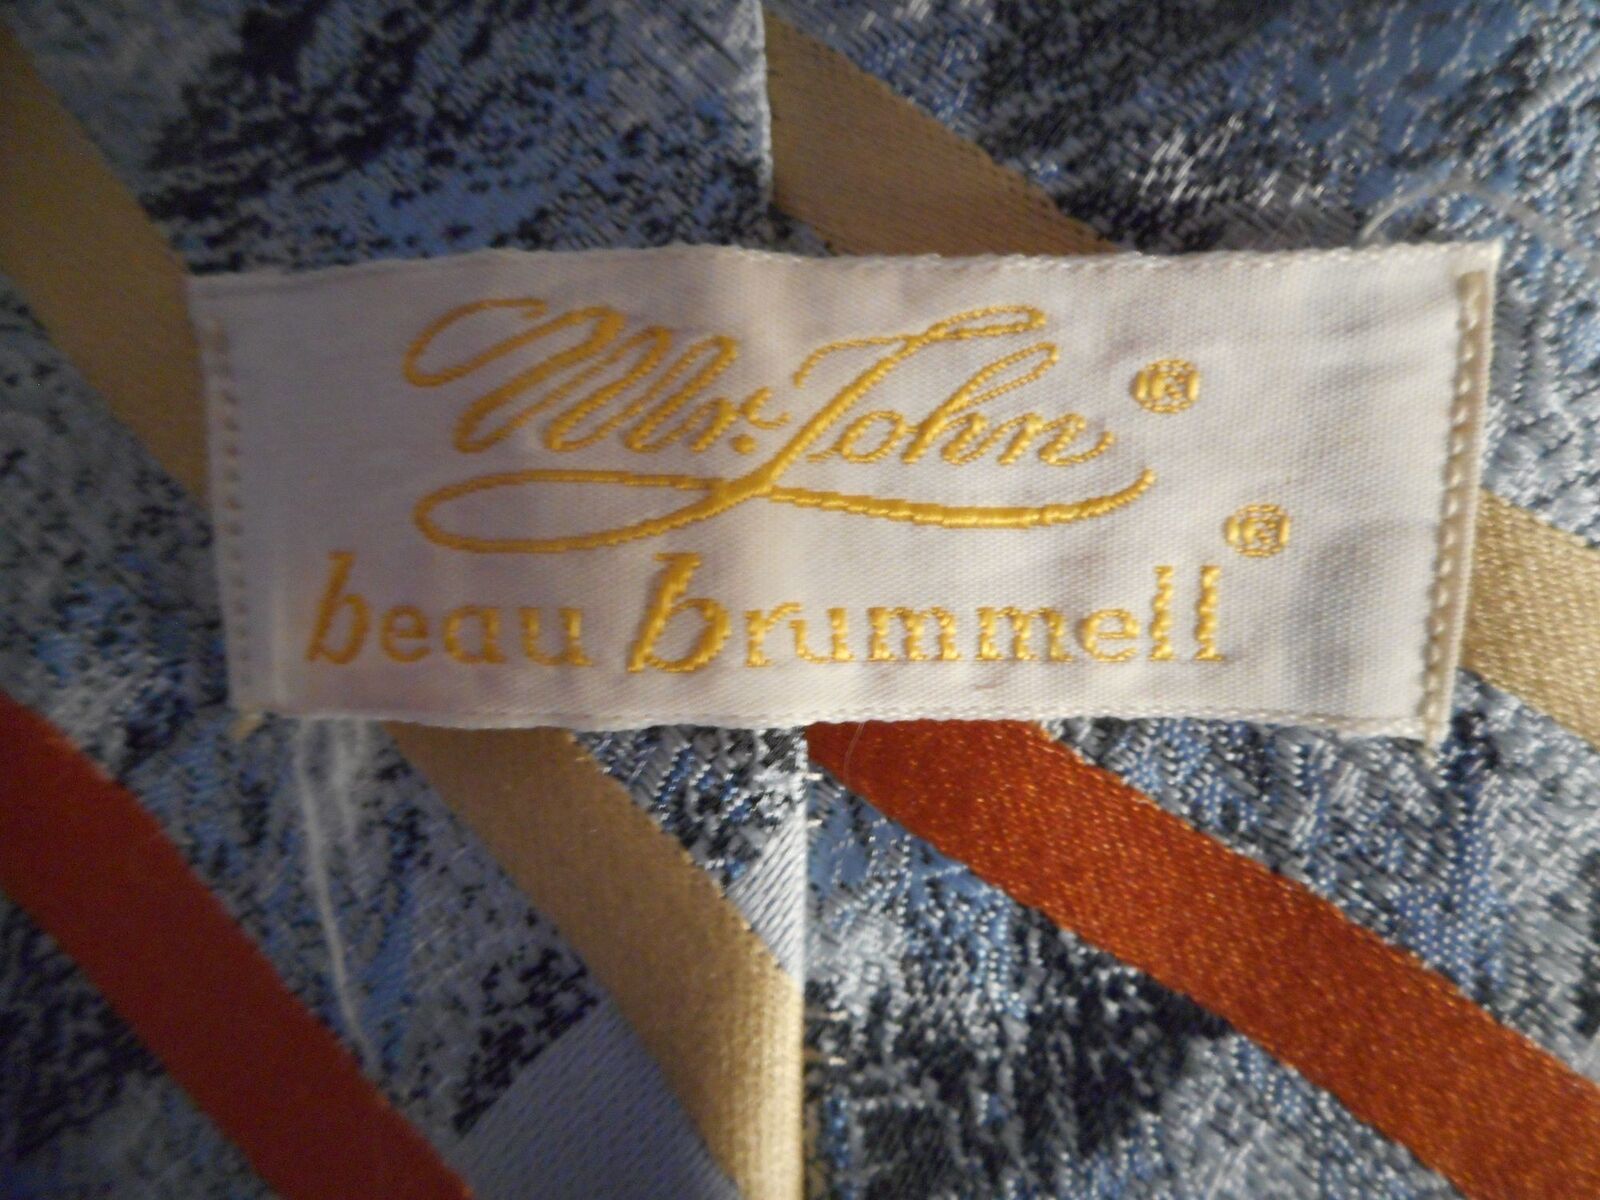 Mr. John ®
beau brummell ®